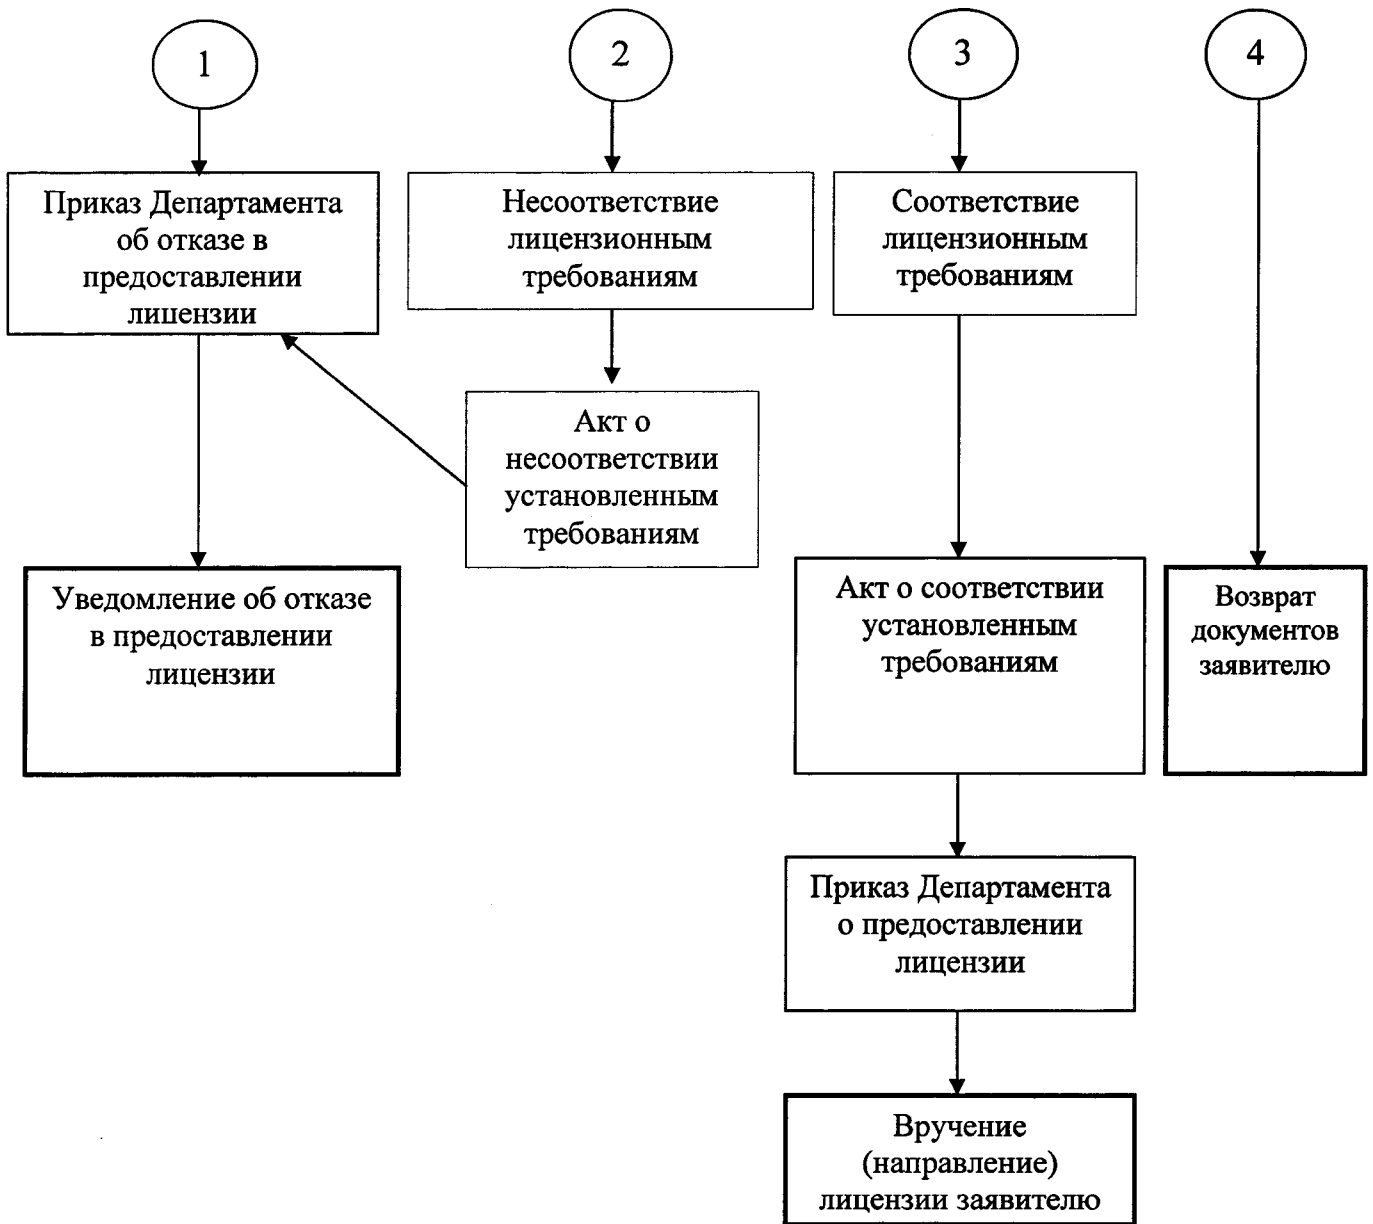 1
2
3
4
Приказ Департамента
об отказе в
предоставлении
лицензии
Несоответствие
лицензионным
требованиям
Соответствие
лицензионным
требованиям
Акт о
несоответствии
установленным
требованиям
Уведомление об отказе
в предоставлении
лицензии
Акт о соответствии
установленным
требованиям
Возврат
документов
заявителю
Приказ Департамента
о предоставлении
лицензии
Вручение
(направление)
лицензии заявителю